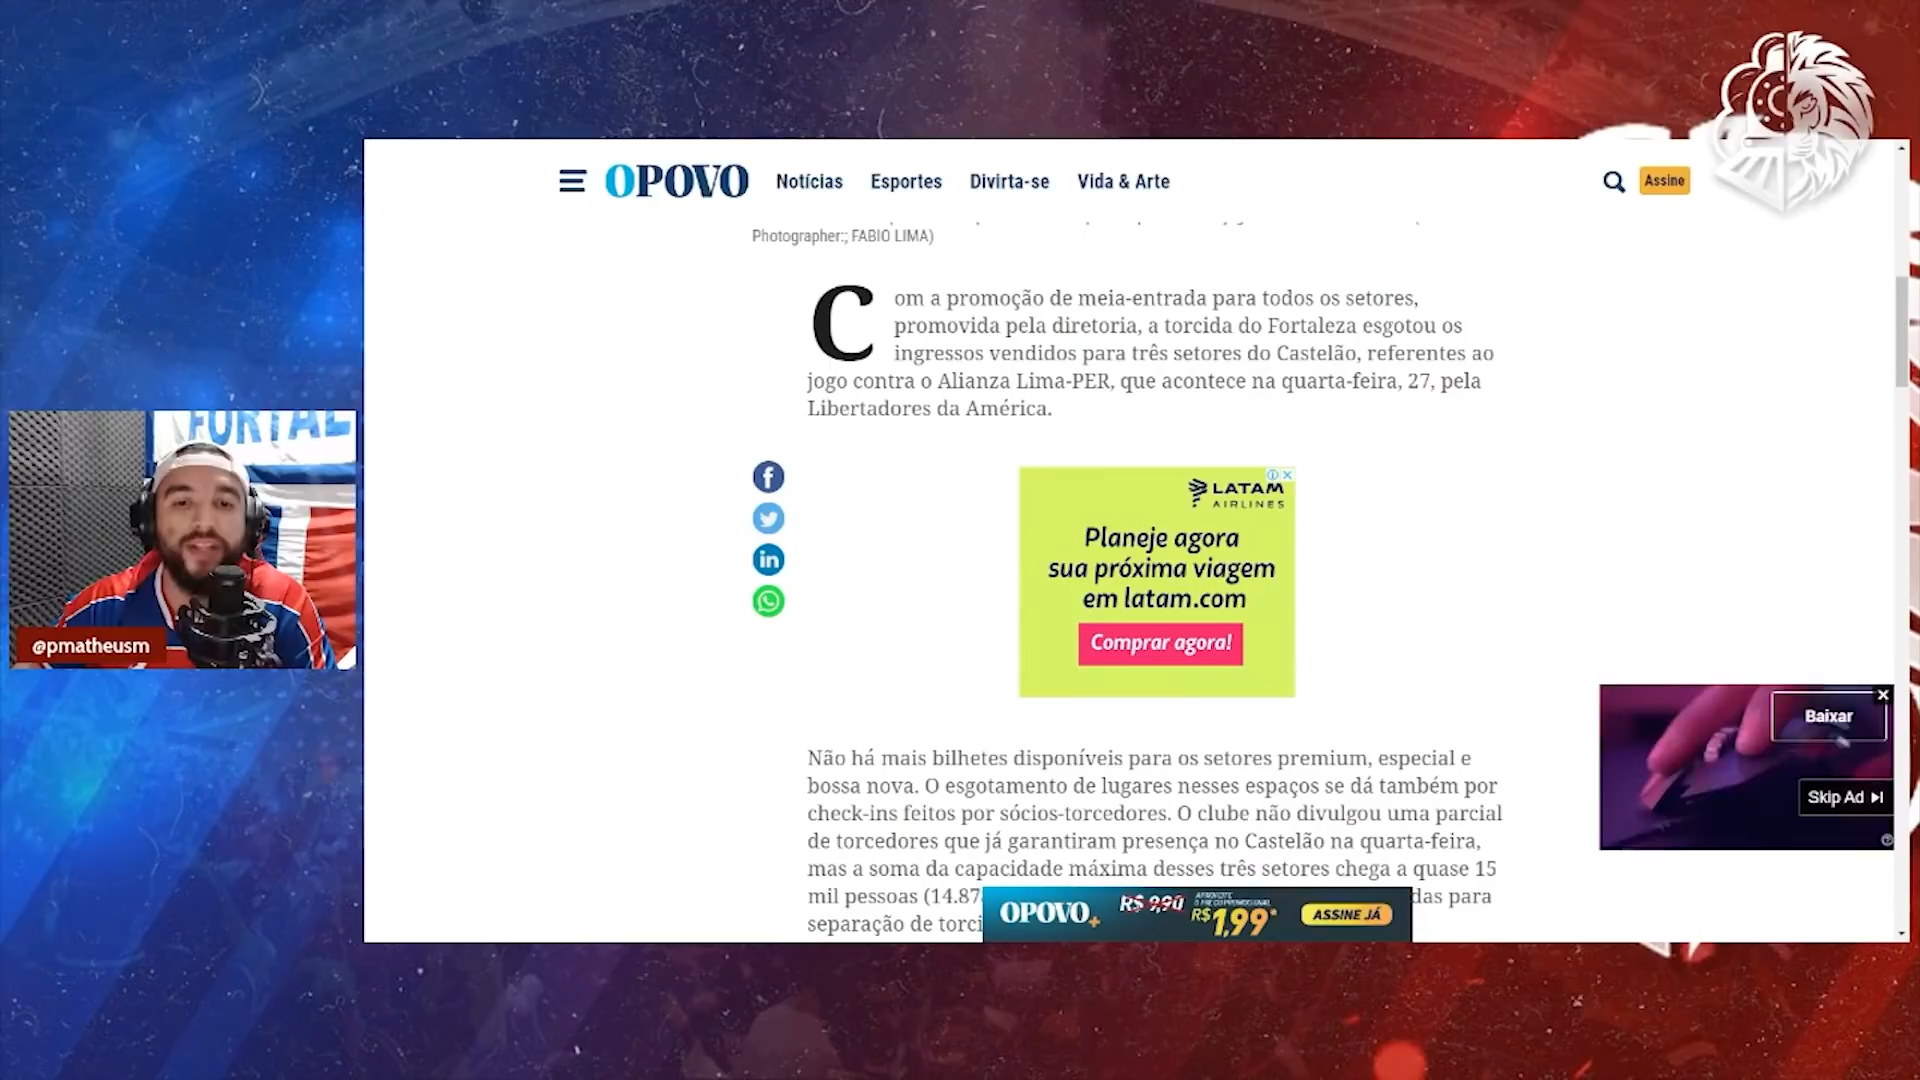 OPOVO Notícias Esportes Divirta-se Vida & Arte Assine
Photographer:; FABIO LIMA)
Com a promoção de meia-entrada para todos os setores,
promovida pela diretoria, a torcida do Fortaleza esgotou os
ingressos vendidos para três setores do Castelão, referentes ao
jogo contra o Alianza Lima-PER, que acontece na quarta-feira, 27, pela
Libertadores da América.
FORTAL
@pmatheusm
LATAM
AIRLINES
Planeje agora
sua próxima viagem
em latam.com
Comprar agora!
Baixar
Skip Ad
Não há mais bilhetes disponíveis para os setores premium, especial e
bossa nova. O esgotamento de lugares nesses espaços se dá também por
check-ins feitos por sócios-torcedores. O clube não divulgou uma parcial
de torcedores que já garantiram presença no Castelão na quarta-feira,
mas a soma da capacidade máxima desses três setores chega a quase 15
mil pessoas (14.87 das para
separação de torci
OPOVO+ R$ 9,90 R$ 1,99* ASSINE JÁ